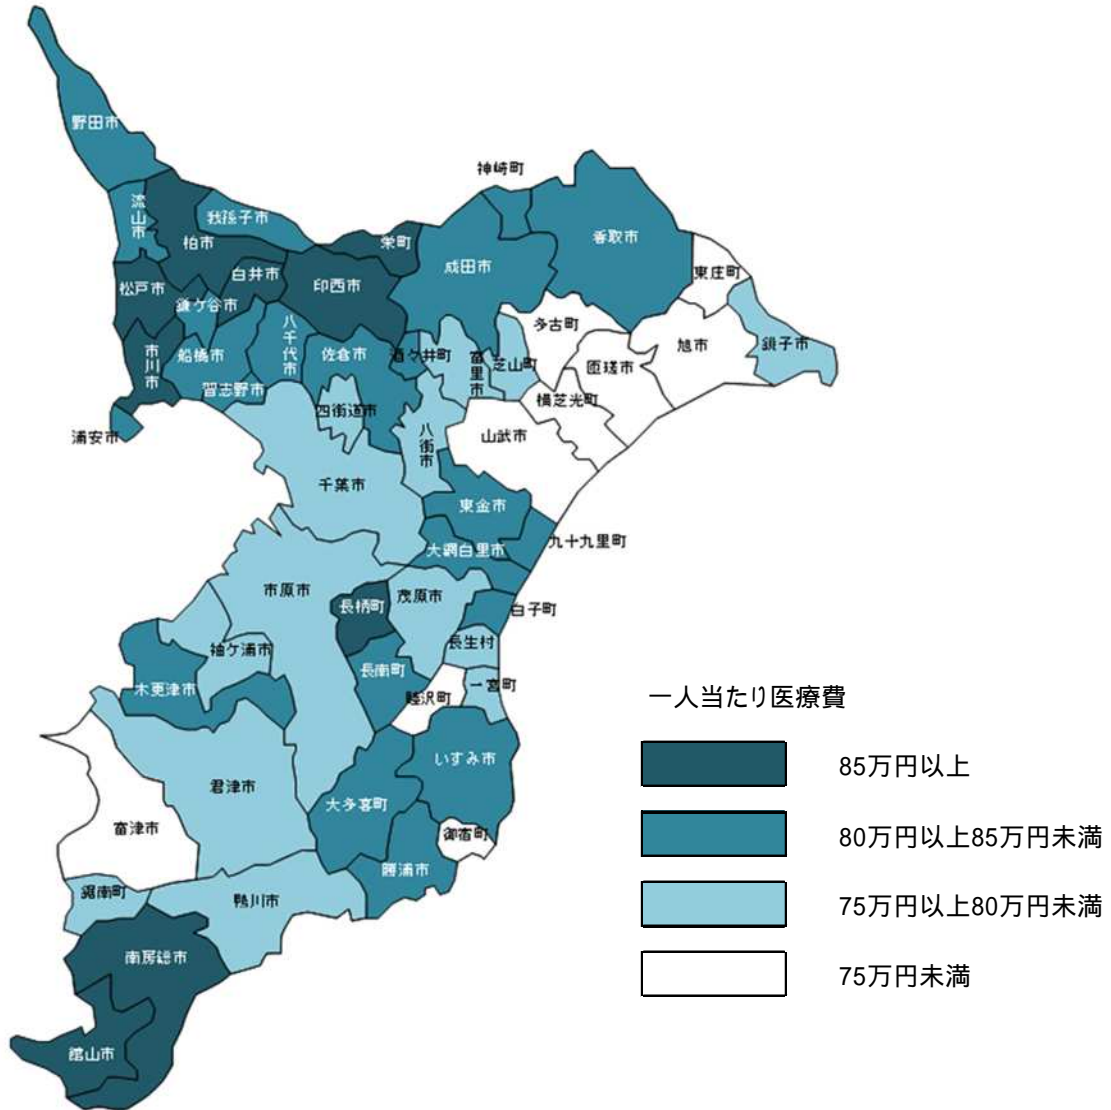 野田市
神崎町
流山市
我孫子市
香取市
柏市
栄町
成田市
東庄町
白井市
印西市
松戸市
鎌ケ谷市
多古町
八千代市
旭市
銚子市
市川市
船橋市
佐倉市
酒々井町
富里市
芝山町
匝瑳市
習志野市
四街道市
横芝光町
浦安市
八街市
山武市
千葉市
東金市
九十九里町
大網白里市
市原市
長柄町
茂原市
白子町
袖ケ浦市
長生村
長南町
木更津市
睦沢町
一宮町
一人当たり医療費
いすみ市
85万円以上
君津市
大多喜町
富津市
御宿町
80万円以上85万円未満
勝浦市
鋸南町
鴨川市
75万円以上80万円未満
南房総市
75万円未満
館山市